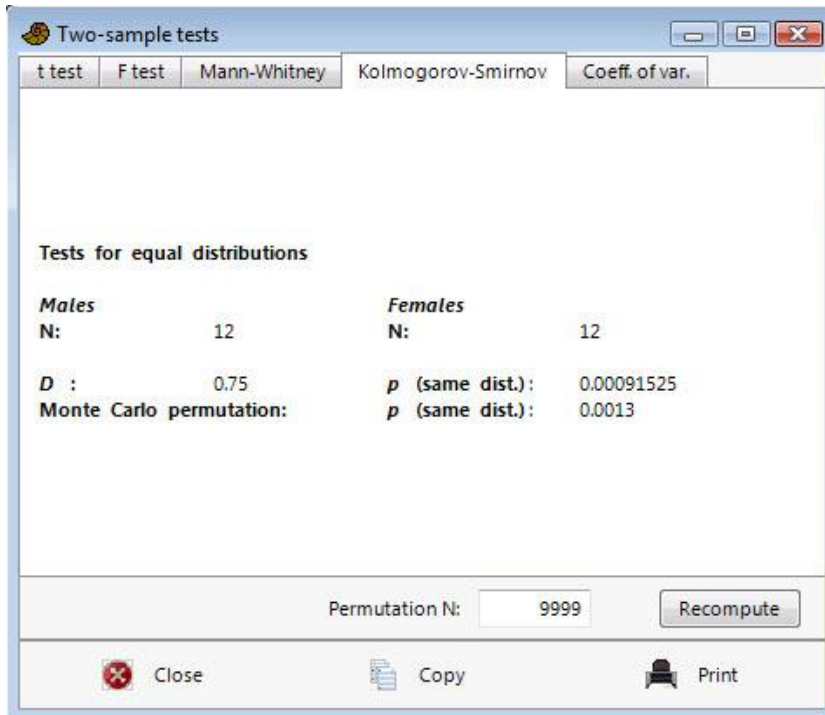 Two-sample tests
t test F test Mann-Whitney Kolmogorov-Smirnov Coeff. of var.
Tests for equal distributions
Males Females
N: 12 N: 12
D : 0.75 p (same dist.): 0.00091525
Monte Carlo permutation: p (same dist.): 0.0013
Permutation N: 9999 Recompute
Close Copy Print